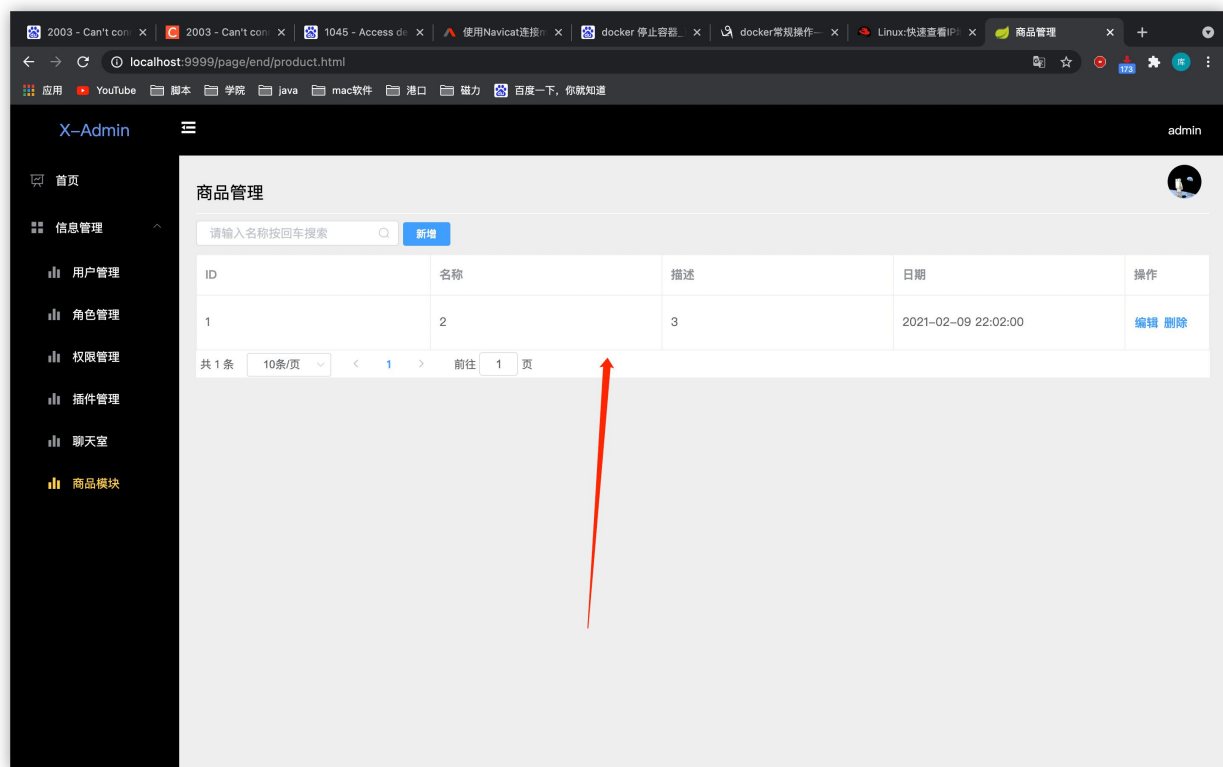 2003 - Can't con
2003 - Can't con
1045 - Access de
使用Navicat连接m
docker 停止容器_
docker常规操作—
Linux:快速查看IP
商品管理
localhost:9999/page/end/product.html
173
库
应用
YouTube
脚本
学院
java
mac软件
港口
磁力
百度一下，你就知道
X-Admin
admin
首页
信息管理
用户管理
角色管理
权限管理
插件管理
聊天室
商品模块
商品管理
请输入名称按回车搜索
新增
ID 名称 描述 日期 操作
1 2 3 2021-02-09 22:02:00 编辑 删除
共 1 条 10条/页 1 前往 1 页